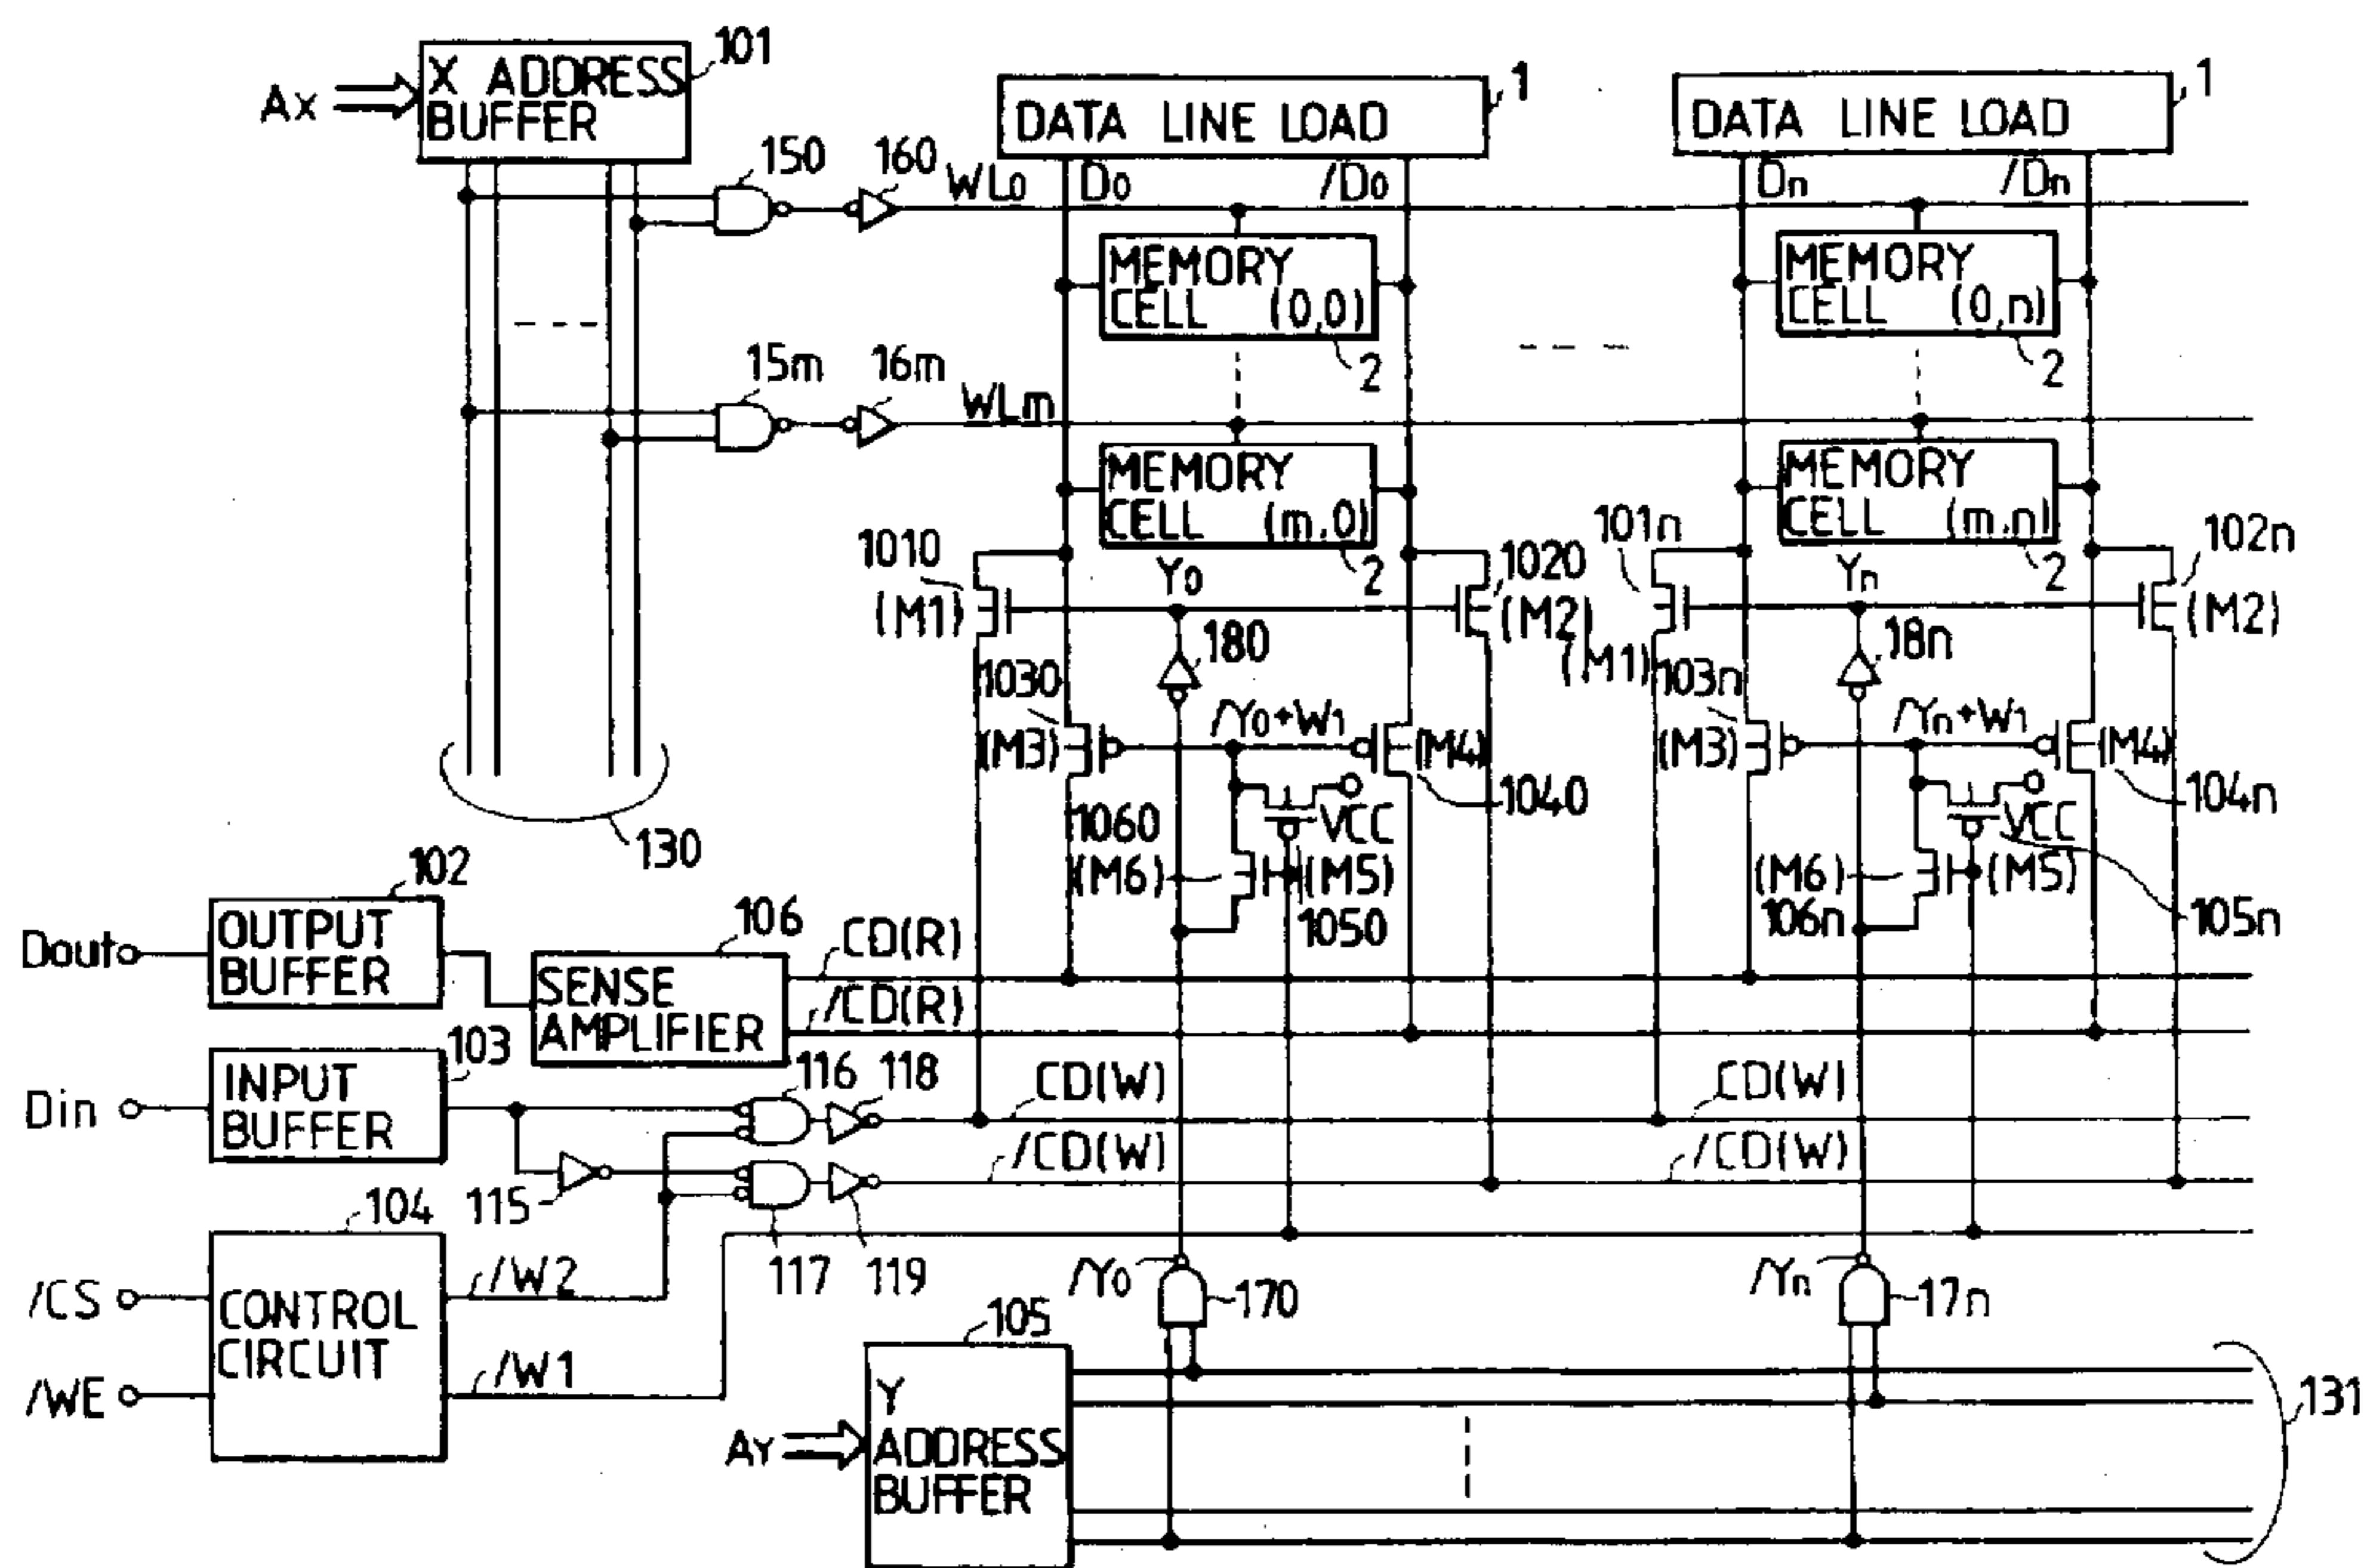 101
X ADDRESS
BUFFER
Ax
1
DATA LINE LOAD
1
DATA LINE LOAD
150
160
WL0
D0
/D0
Dn
/Dn
MEMORY
CELL (0,0)
2
MEMORY
CELL (0,n)
2
15m
16m
WLm
MEMORY
CELL (m,0)
2
MEMORY
CELL (m,n)
2
1010
(M1)
Y0
1020
(M2)
101n
(M1)
Yn
102n
(M2)
180
18n
1030
(M3)
/Y0+W1
(M4)
1040
103n
(M3)
/Yn+W1
(M4)
104n
1060
(M6)
VCC
(M5)
1050
(M6)
106n
VCC
(M5)
105n
130
102
OUTPUT
BUFFER
Dout
106
SENSE
AMPLIFIER
CD(R)
/CD(R)
103
INPUT
BUFFER
Din
116
118
CD(W)
CD(W)
/CD(W)
/CD(W)
115
117
119
104
CONTROL
CIRCUIT
/CS
/WE
/W2
/W1
/Y0
170
/Yn
17n
105
Y
ADDRESS
BUFFER
AY
131